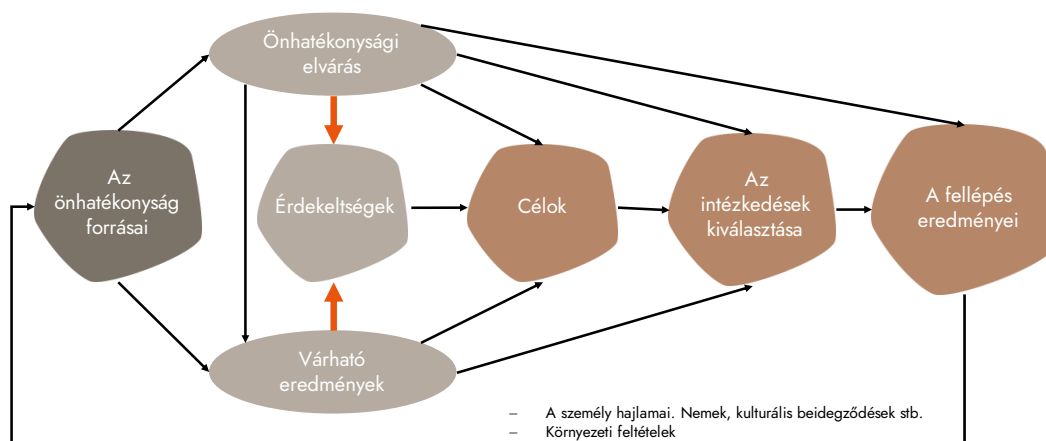 Önhatékonysági
elvárás
Az
önhatékonyság
forrásai
Érdekeltségek
Célok
Az
intézkedések
kiválasztása
A fellépés
eredményei
Várható
eredmények
– A személy hajlamai. Nemek, kulturális beidegződések stb.
– Környezeti feltételek